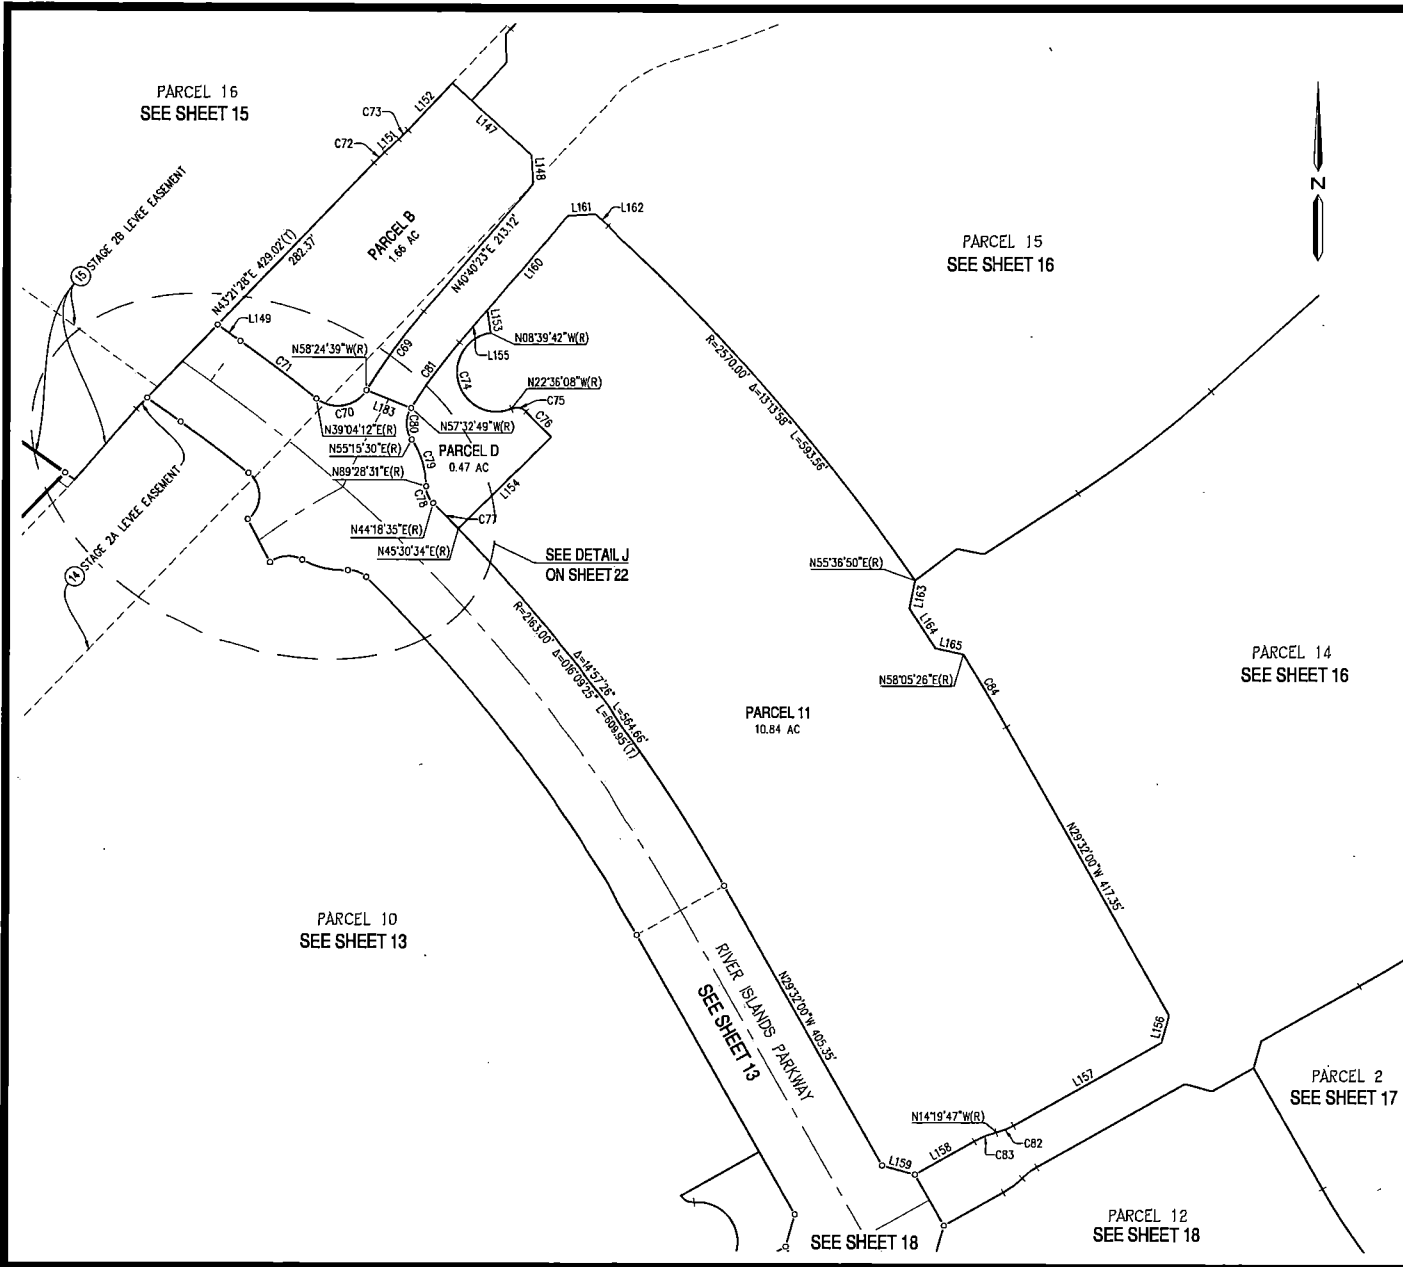 PARCEL 16
SEE SHEET 15
C73
L152
C72
L151
L147
L148
15 STAGE 2B LEVEE EASEMENT
PARCEL B
1.66 AC
N43°21'28"E 429.02'(T)
282.37'
N40°40'23"E 213.12'
L161
L162
L160
N
PARCEL 15
SEE SHEET 16
L149
L153
N08°39'42"W(R)
N58°24'39"W(R)
C69
L155
C81
C71
C74
N22°36'08"W(R)
C75
C70
L183
C76
C80
N39°04'12"E(R)
N57°32'49"W(R)
N55°15'30"E(R)
PARCEL D
0.47 AC
C79
N89°28'31"E(R)
L154
C78
C77
N44°18'35"E(R)
N45°30'34"E(R)
R=2570.00' Δ=13°13'58" L=593.56'
14 STAGE 2A LEVEE EASEMENT
SEE DETAIL J
ON SHEET 22
N55°36'50"E(R)
L163
L164
L165
R=2163.00'
Δ=14°57'26" L=564.66'
Δ=016°09'25" L=609.95'(T)
N58°05'26"E(R)
C84
PARCEL 14
SEE SHEET 16
PARCEL 11
10.84 AC
N29°32'00"W 417.35'
PARCEL 10
SEE SHEET 13
RIVER ISLANDS PARKWAY
SEE SHEET 13
N29°32'00"W 405.35'
L156
L157
N14°19'47"W(R)
C82
C83
L158
L159
PARCEL 2
SEE SHEET 17
PARCEL 12
SEE SHEET 18
SEE SHEET 18